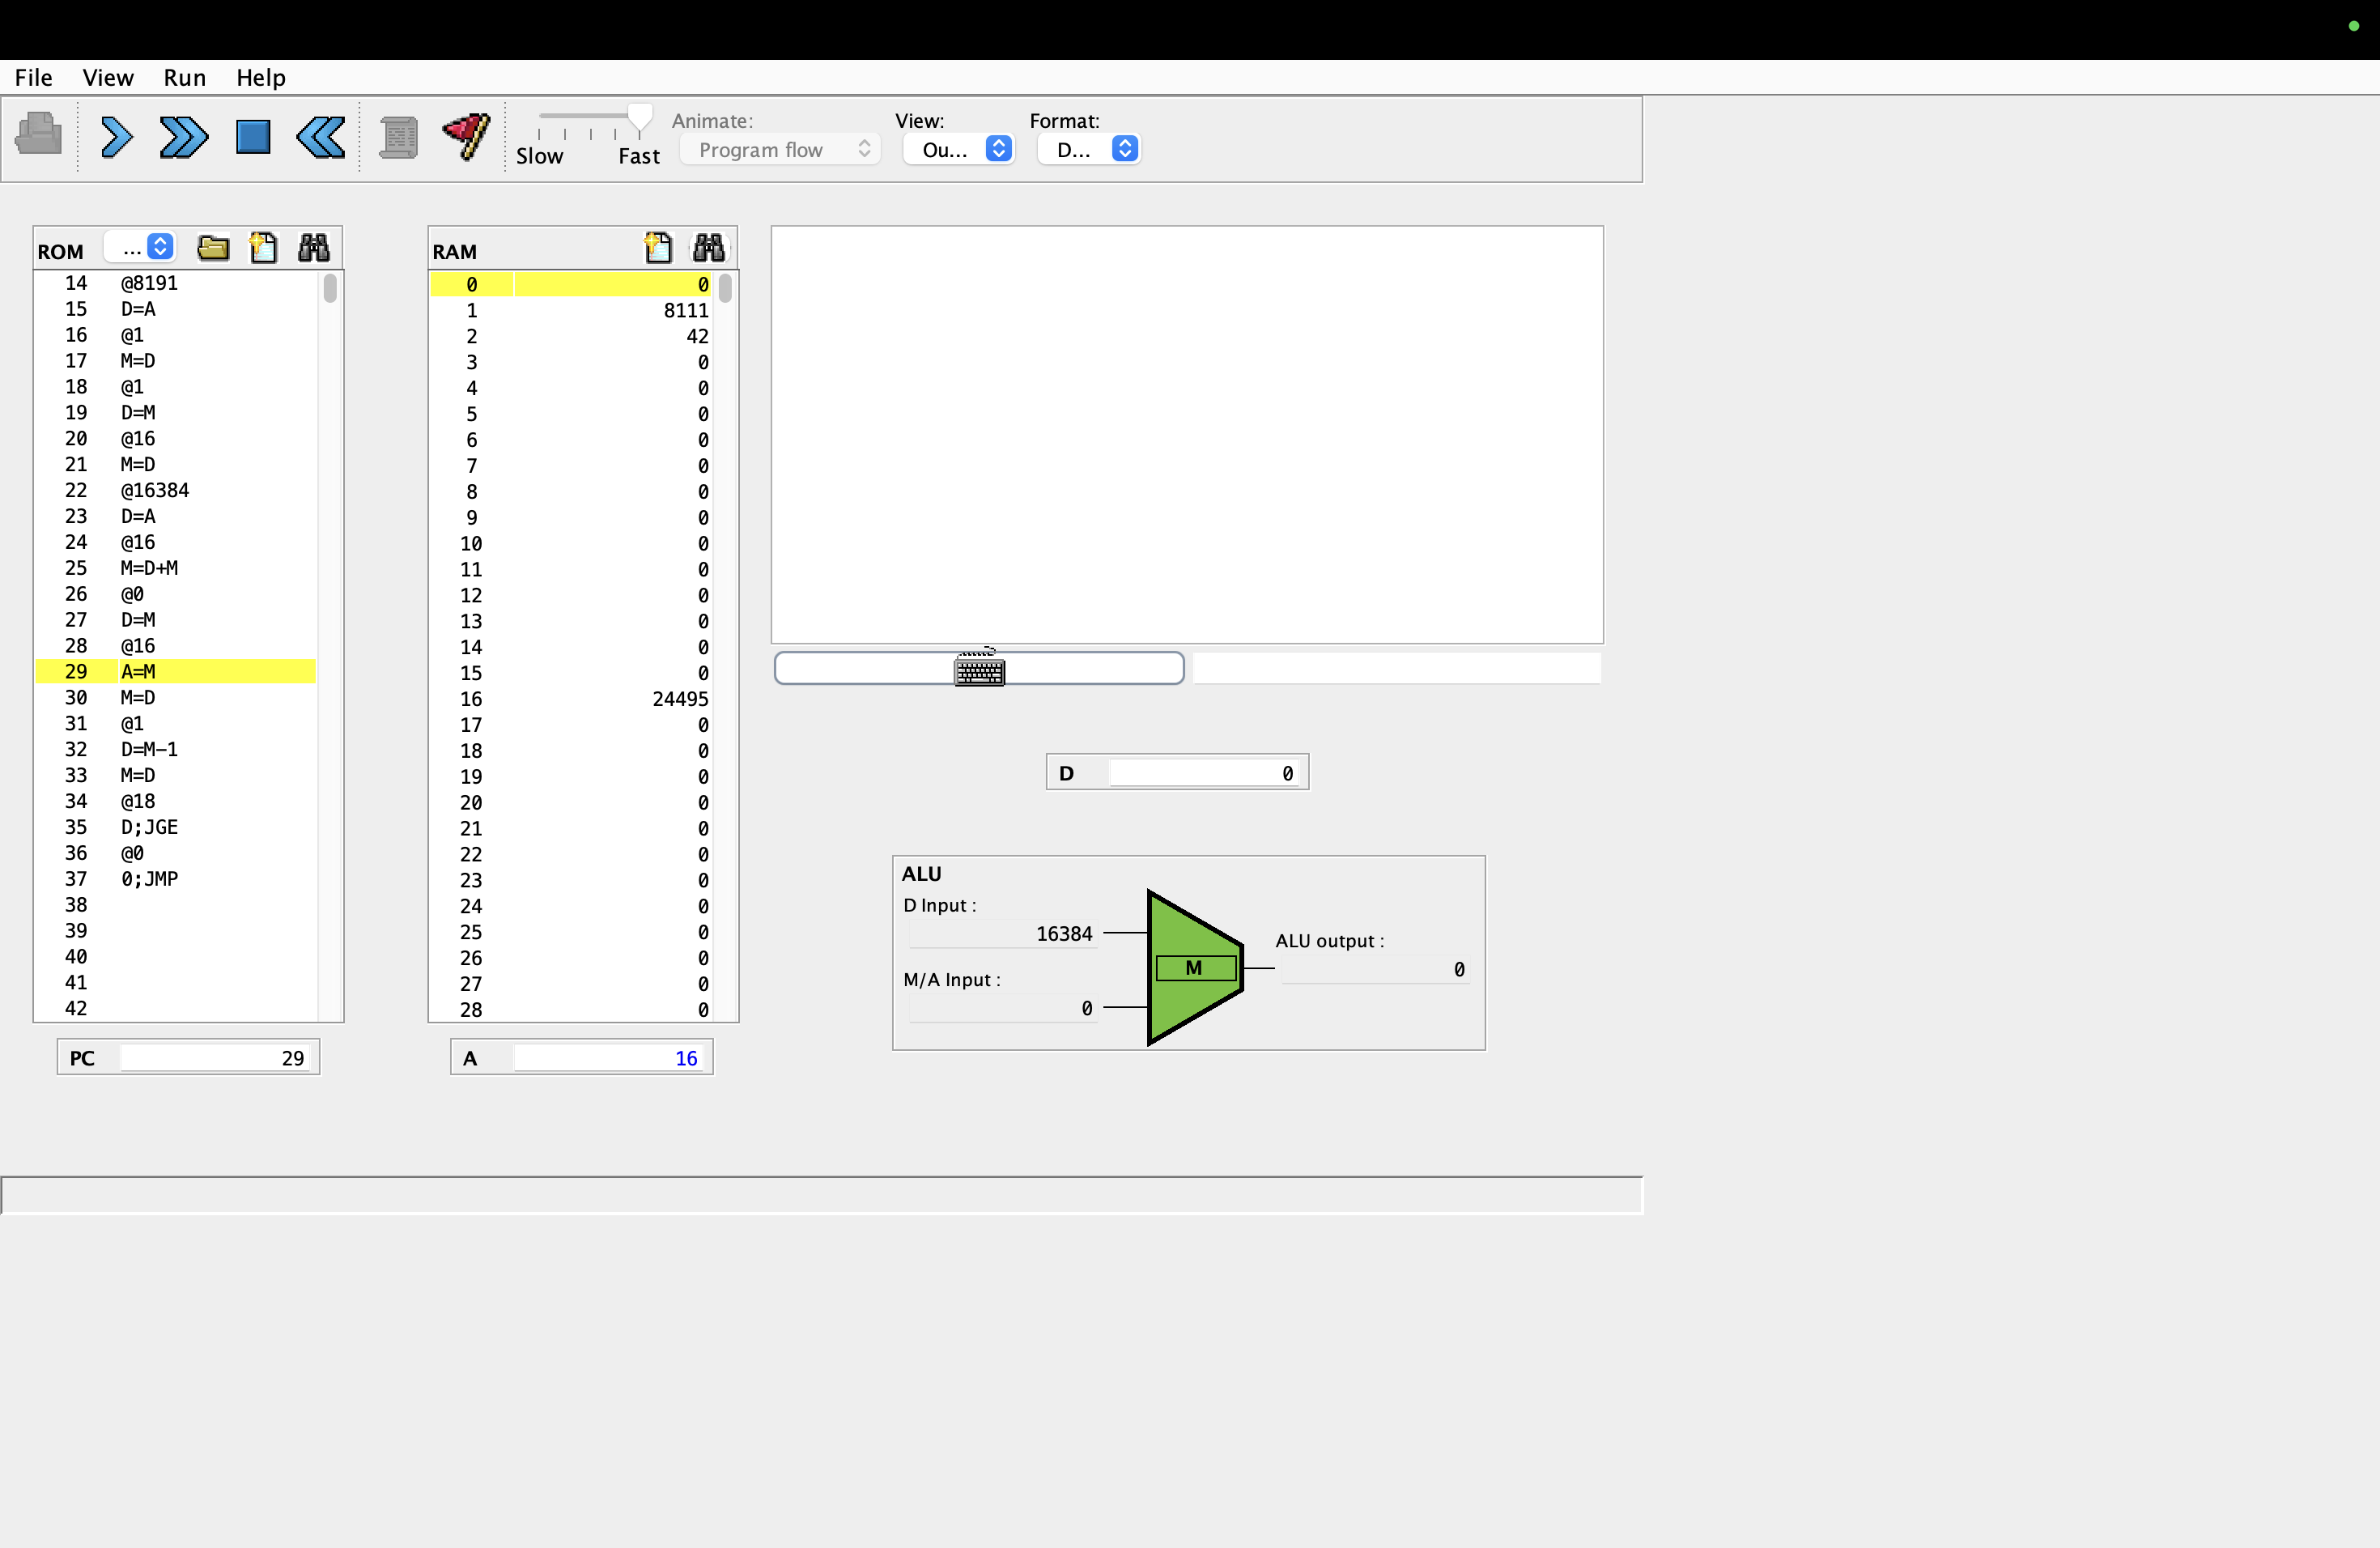 File View Run Help
Slow Fast
Animate:
Program flow
View:
Ou...
Format:
D...
ROM ...
14 @8191
15 D=A
16 @1
17 M=D
18 @1
19 D=M
20 @16
21 M=D
22 @16384
23 D=A
24 @16
25 M=D+M
26 @0
27 D=M
28 @16
29 A=M
30 M=D
31 @1
32 D=M-1
33 M=D
34 @18
35 D;JGE
36 @0
37 0;JMP
38
39
40
41
42
PC 29
RAM
0 0
1 8111
2 42
3 0
4 0
5 0
6 0
7 0
8 0
9 0
10 0
11 0
12 0
13 0
14 0
15 0
16 24495
17 0
18 0
19 0
20 0
21 0
22 0
23 0
24 0
25 0
26 0
27 0
28 0
A 16
D 0
ALU
D Input :
16384
M/A Input :
0
M
ALU output :
0